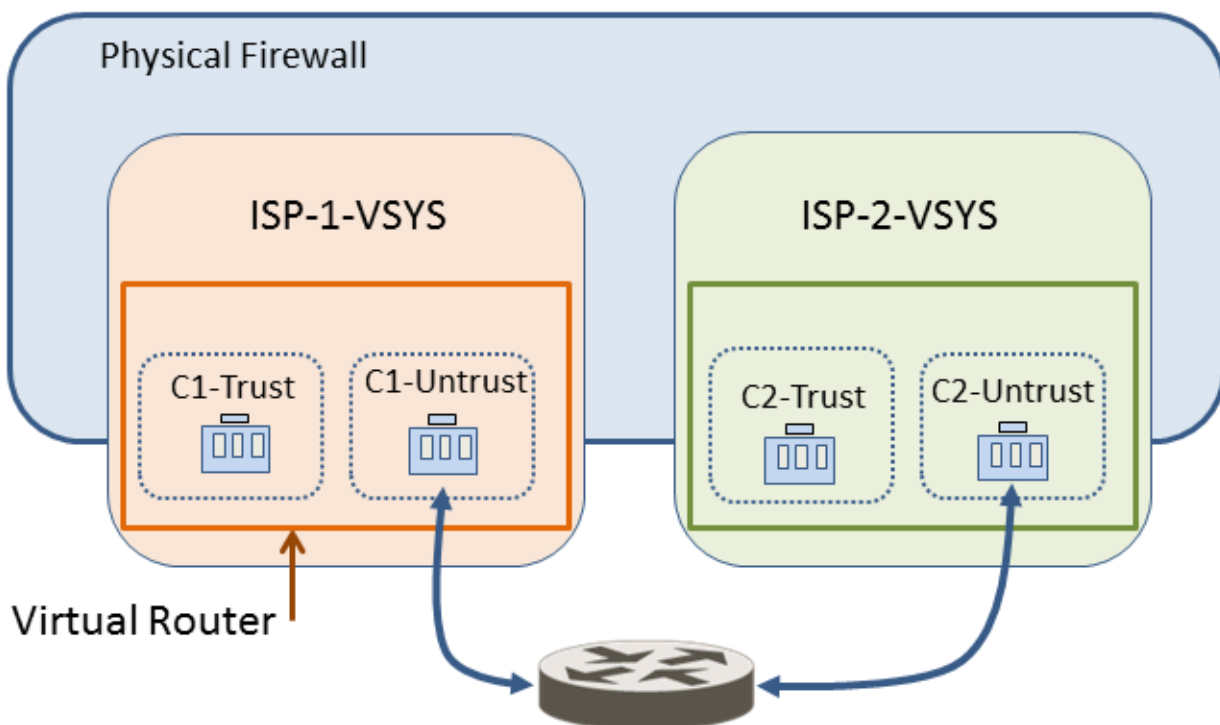 Physical Firewall
ISP-1-VSYS
ISP-2-VSYS
C1-Trust
C1-Untrust
C2-Trust
C2-Untrust
Virtual Router